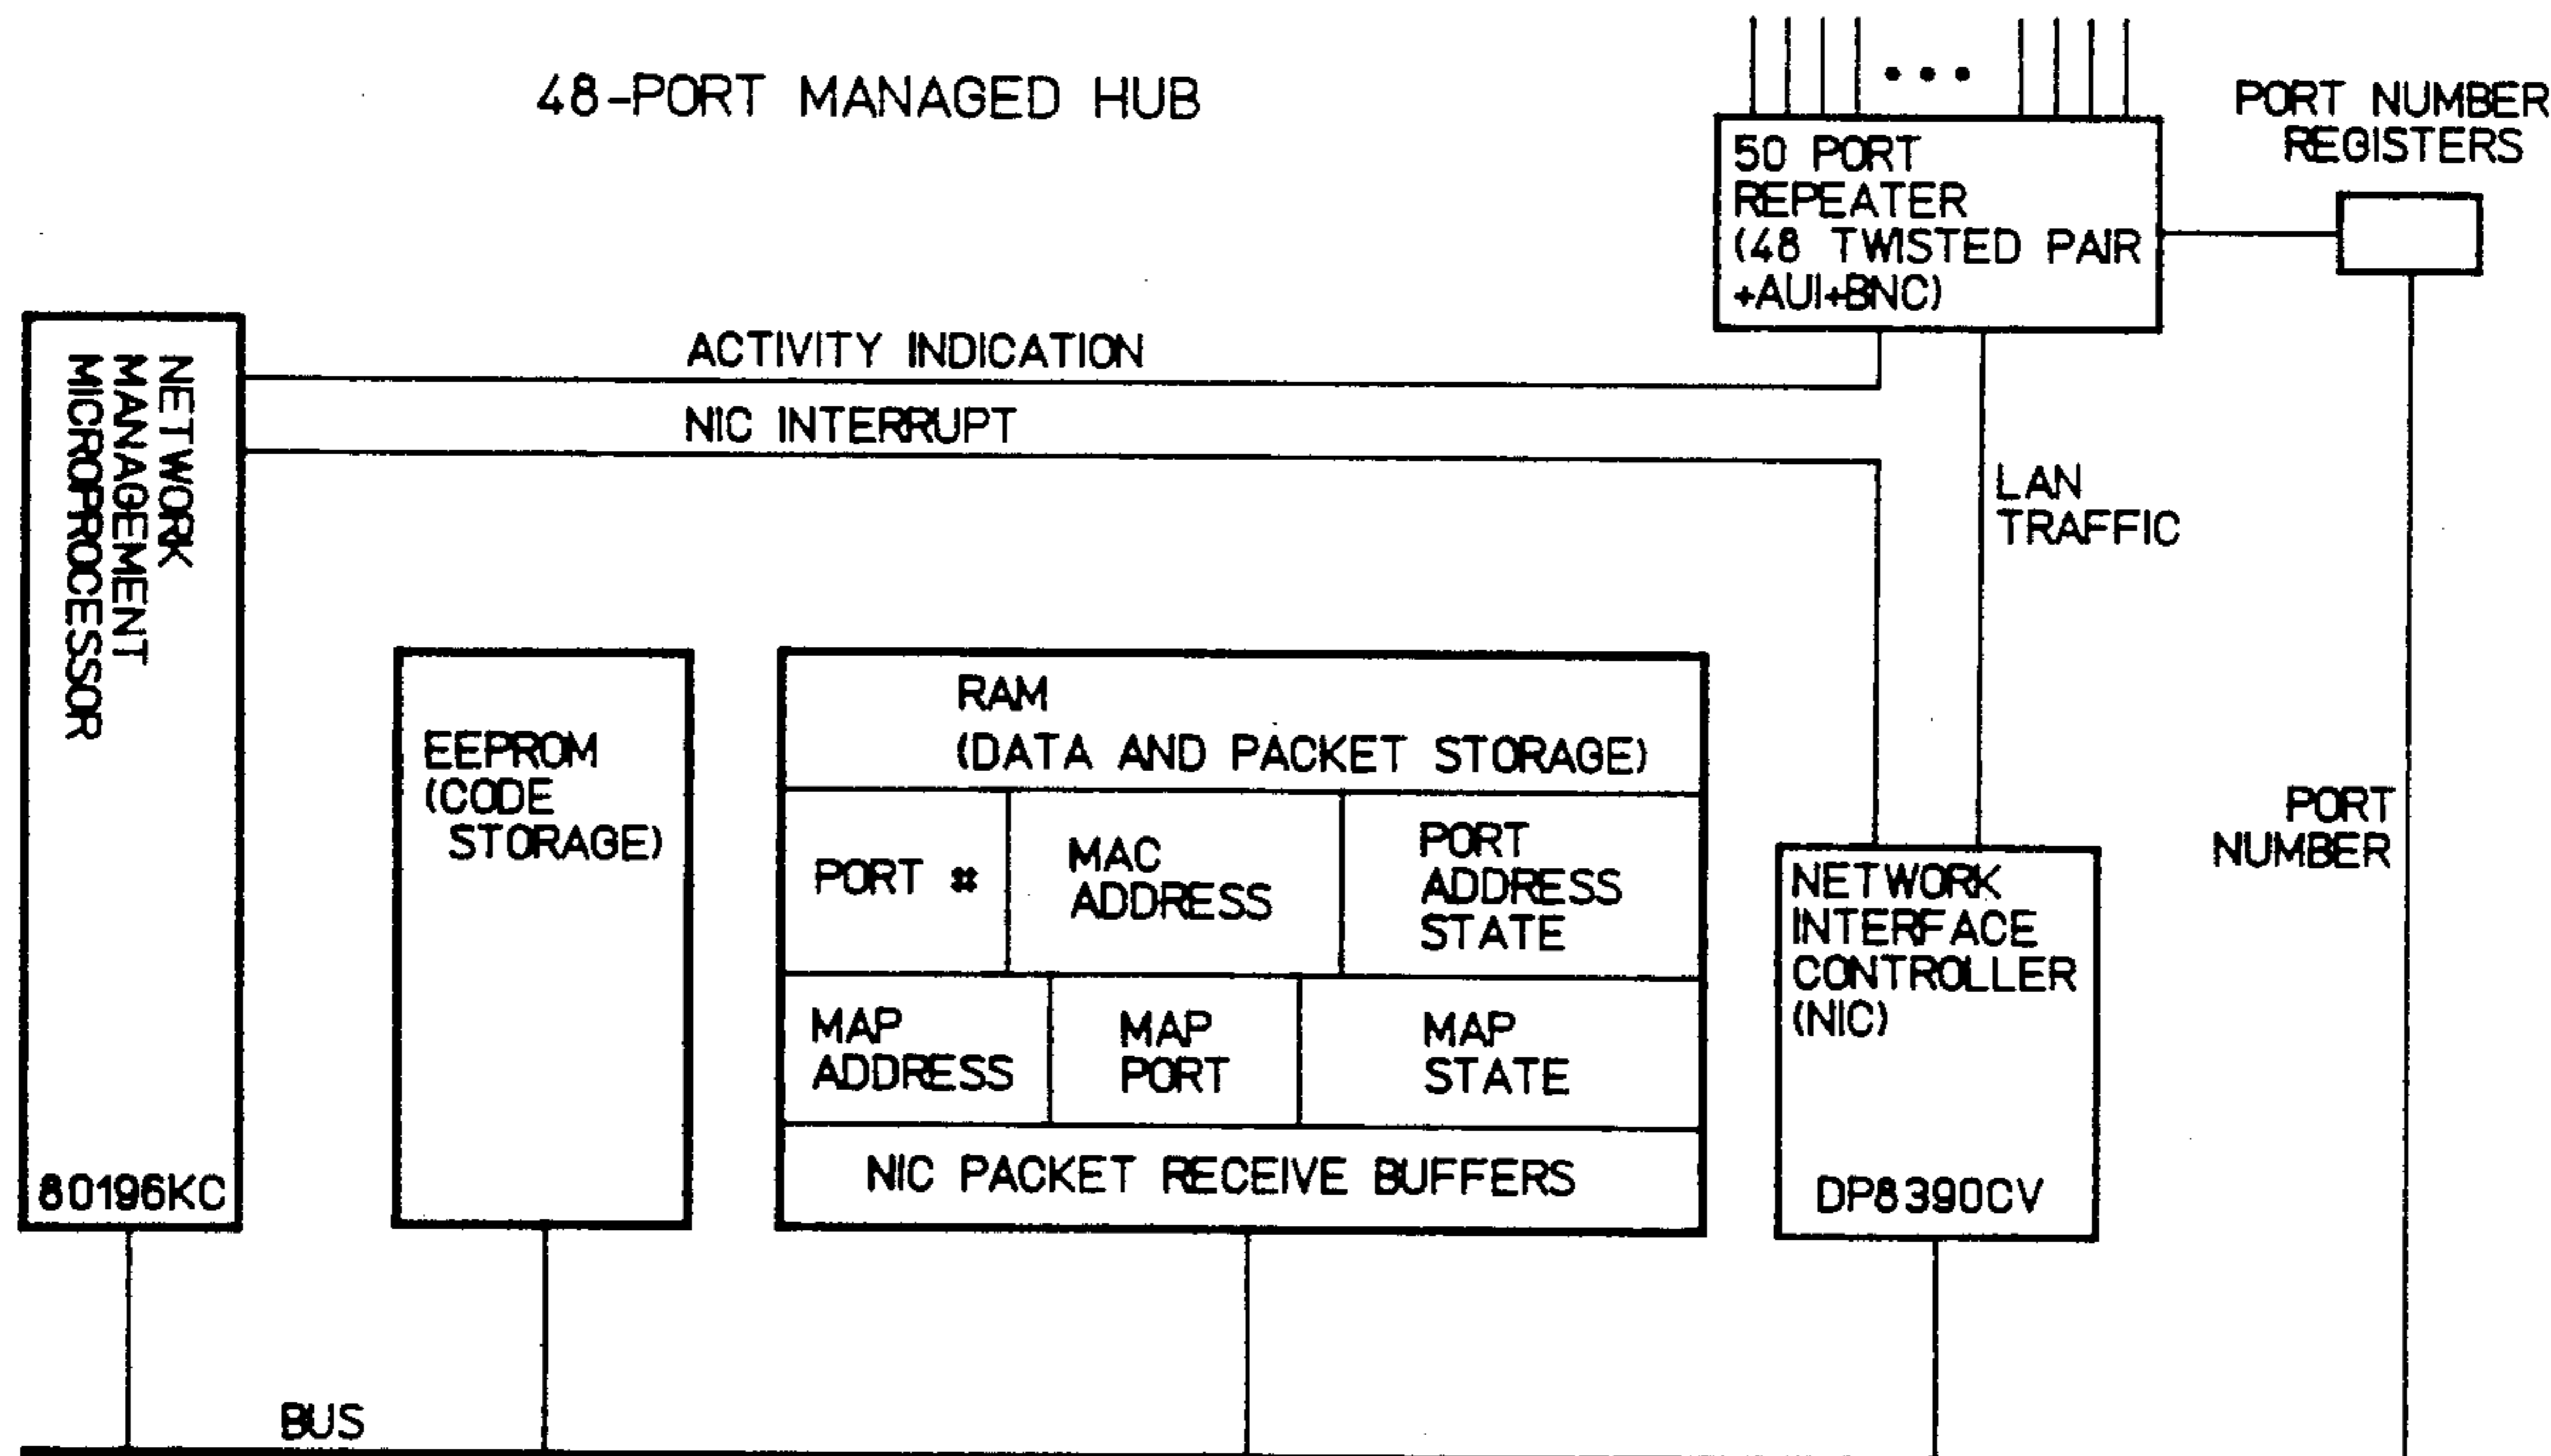 48-PORT MANAGED HUB
PORT NUMBER
REGISTERS
50 PORT
REPEATER
(48 TWISTED PAIR
+AUI+BNC)
ACTIVITY INDICATION
NIC INTERRUPT
LAN
TRAFFIC
NETWORK
MANAGEMENT
MICROPROCESSOR
80196KC
EEPROM
(CODE
STORAGE)
RAM
(DATA AND PACKET STORAGE)
PORT #
MAC
ADDRESS
PORT
ADDRESS
STATE
MAP
ADDRESS
MAP
PORT
MAP
STATE
NIC PACKET RECEIVE BUFFERS
NETWORK
INTERFACE
CONTROLLER
(NIC)
DP8390CV
PORT
NUMBER
BUS